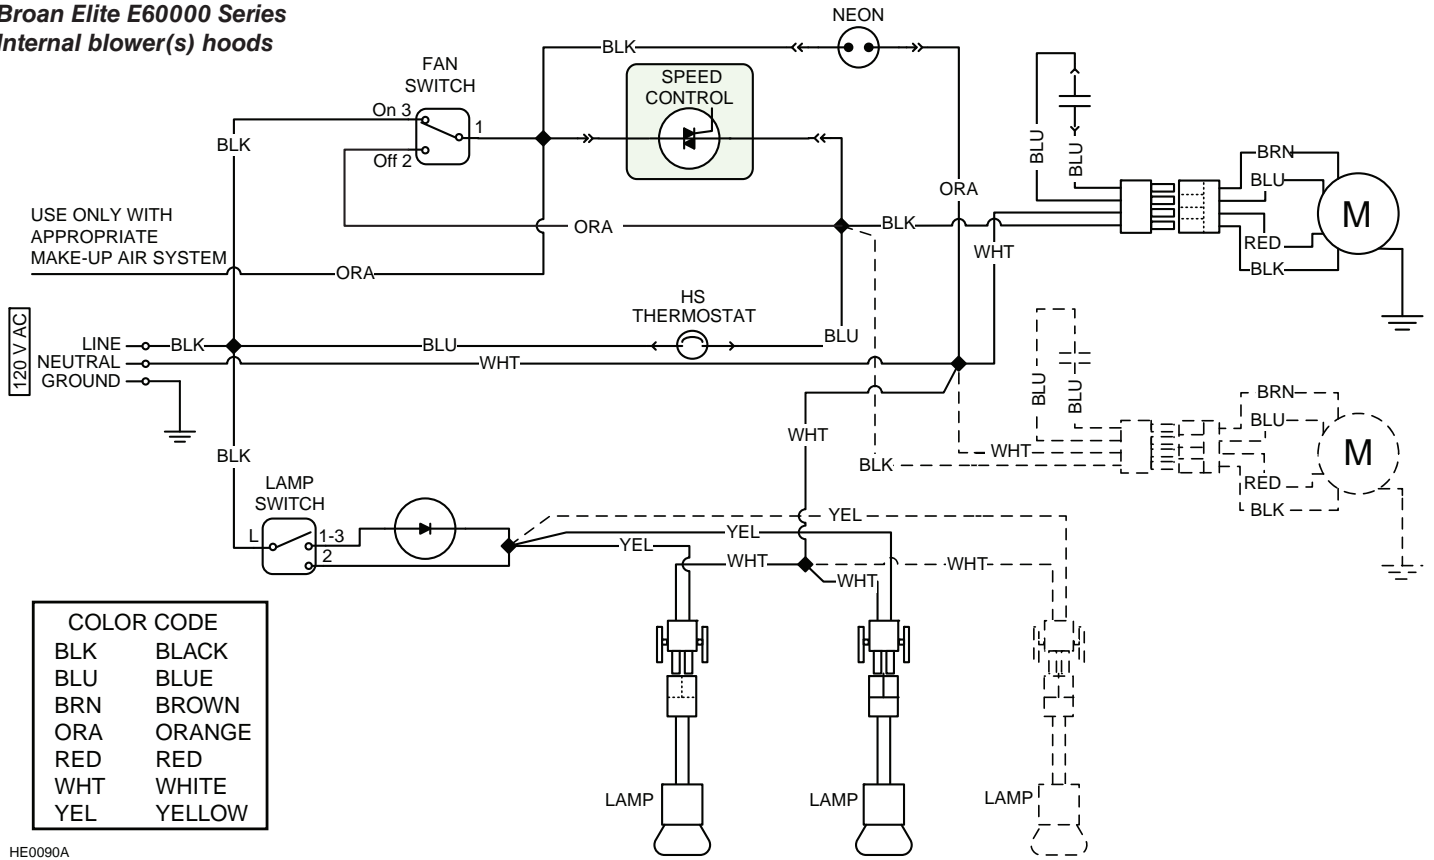 Broan Elite E60000 Series
Internal blower(s) hoods
NEON
BLK
FAN
SWITCH
SPEED
CONTROL
On 3
1
Off 2
BLK
BLU
BLU
BRN
BLU
M
RED
BLK
ORA
USE ONLY WITH
APPROPRIATE
MAKE-UP AIR SYSTEM
ORA
BLK
WHT
ORA
HS
THERMOSTAT
120 V AC
LINE
BLK
BLU
BLU
NEUTRAL
WHT
GROUND
BLU
BLU
BRN
BLU
M
RED
BLK
WHT
WHT
BLK
BLK
LAMP
SWITCH
L
1-3
2
YEL
YEL
YEL
WHT
WHT
WHT
COLOR CODE
BLK BLACK
BLU BLUE
BRN BROWN
ORA ORANGE
RED RED
WHT WHITE
YEL YELLOW
LAMP
LAMP
LAMP
HE0090A